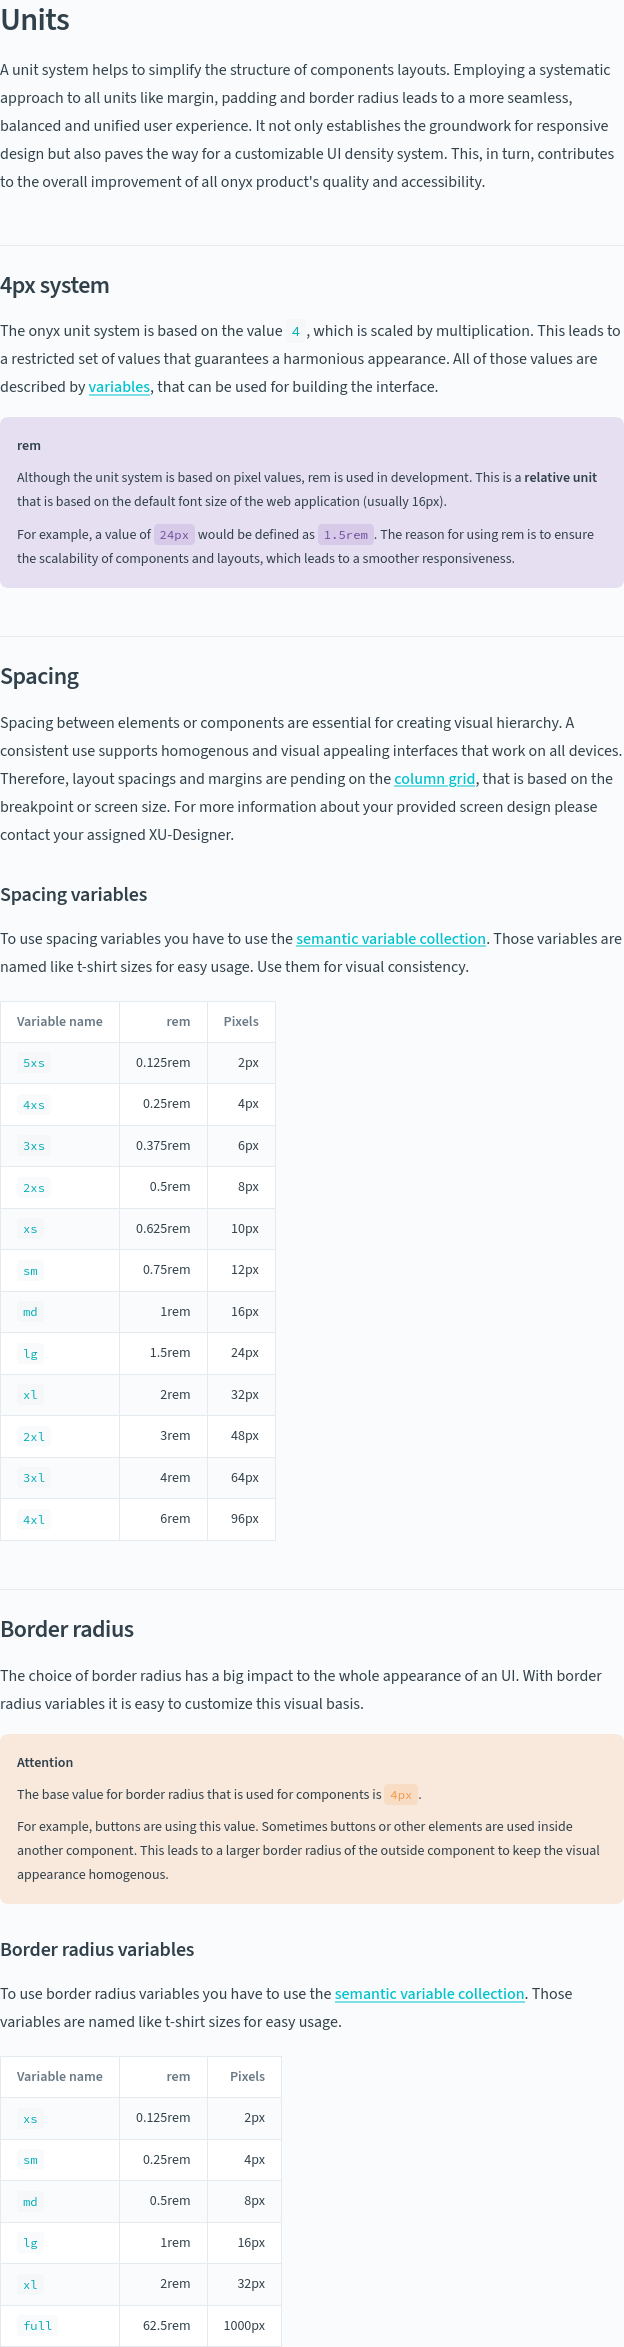 Units
A unit system helps to simplify the structure of components layouts. Employing a systematic
approach to all units like margin, padding and border radius leads to a more seamless,
balanced and unified user experience. It not only establishes the groundwork for responsive
design but also paves the way for a customizable UI density system. This, in turn, contributes
to the overall improvement of all onyx product's quality and accessibility.
4px system
The onyx unit system is based on the value 4 , which is scaled by multiplication. This leads to
a restricted set of values that guarantees a harmonious appearance. All of those values are
described by variables, that can be used for building the interface.
rem
Although the unit system is based on pixel values, rem is used in development. This is a relative unit
that is based on the default font size of the web application (usually 16px).
For example, a value of 24px would be defined as 1.5rem . The reason for using rem is to ensure
the scalability of components and layouts, which leads to a smoother responsiveness.
Spacing
Spacing between elements or components are essential for creating visual hierarchy. A
consistent use supports homogenous and visual appealing interfaces that work on all devices.
Therefore, layout spacings and margins are pending on the column grid, that is based on the
breakpoint or screen size. For more information about your provided screen design please
contact your assigned XU-Designer.
Spacing variables
To use spacing variables you have to use the semantic variable collection. Those variables are
named like t-shirt sizes for easy usage. Use them for visual consistency.
Variable name rem Pixels
5xs 0.125rem 2px
4xs 0.25rem 4px
3xs 0.375rem 6px
2xs 0.5rem 8px
xs 0.625rem 10px
sm 0.75rem 12px
md 1rem 16px
lg 1.5rem 24px
xl 2rem 32px
2xl 3rem 48px
3xl 4rem 64px
4xl 6rem 96px
Border radius
The choice of border radius has a big impact to the whole appearance of an UI. With border
radius variables it is easy to customize this visual basis.
Attention
The base value for border radius that is used for components is 4px .
For example, buttons are using this value. Sometimes buttons or other elements are used inside
another component. This leads to a larger border radius of the outside component to keep the visual
appearance homogenous.
Border radius variables
To use border radius variables you have to use the semantic variable collection. Those
variables are named like t-shirt sizes for easy usage.
Variable name rem Pixels
xs 0.125rem 2px
sm 0.25rem 4px
md 0.5rem 8px
lg 1rem 16px
xl 2rem 32px
full 62.5rem 1000px